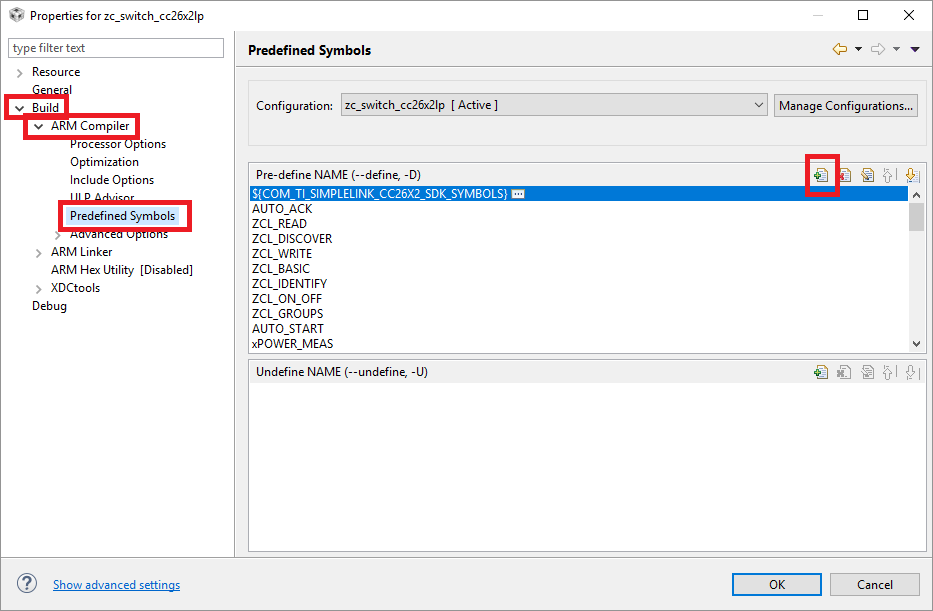 Properties for zc_switch_cc26x2lp
type filter text
Resource
General
Build
ARM Compiler
Processor Options
Optimization
Include Options
ULP Advisor
Predefined Symbols
Advanced Options
ARM Linker
ARM Hex Utility [Disabled]
XDCtools
Debug
Predefined Symbols
Configuration:
zc_switch_cc26x2lp [ Active ]
Manage Configurations...
Pre-define NAME (--define, -D)
${COM_TI_SIMPLELINK_CC26X2_SDK_SYMBOLS}
AUTO_ACK
ZCL_READ
ZCL_DISCOVER
ZCL_WRITE
ZCL_BASIC
ZCL_IDENTIFY
ZCL_ON_OFF
ZCL_GROUPS
AUTO_START
xPOWER_MEAS
Undefine NAME (--undefine, -U)
?
Show advanced settings
OK
Cancel